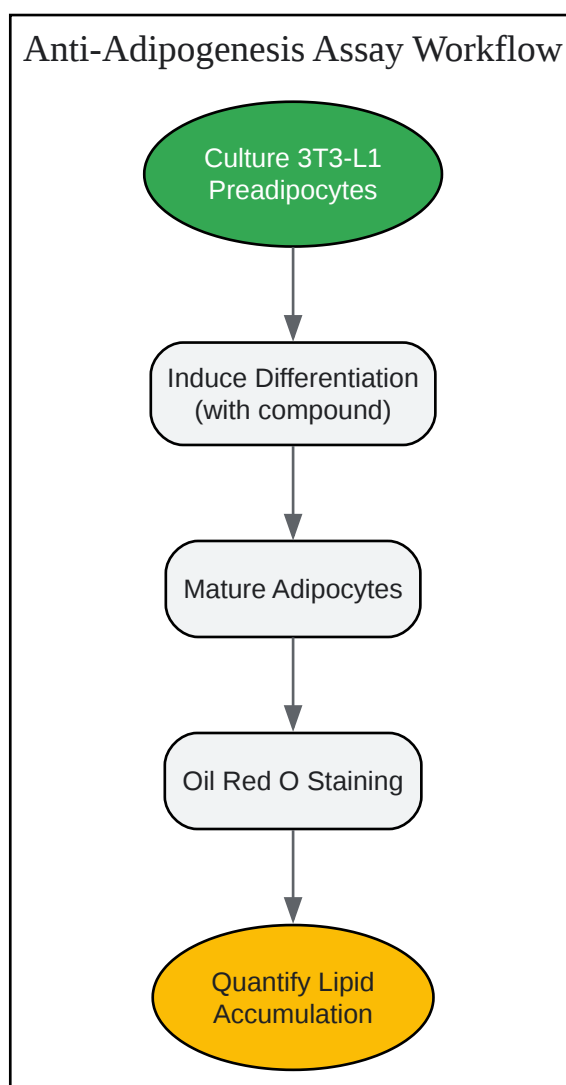 Anti-Adipogenesis Assay Workflow
Culture 3T3-L1
Preadipocytes
Induce Differentiation
(with compound)
Mature Adipocytes
Oil Red O Staining
Quantify Lipid
Accumulation